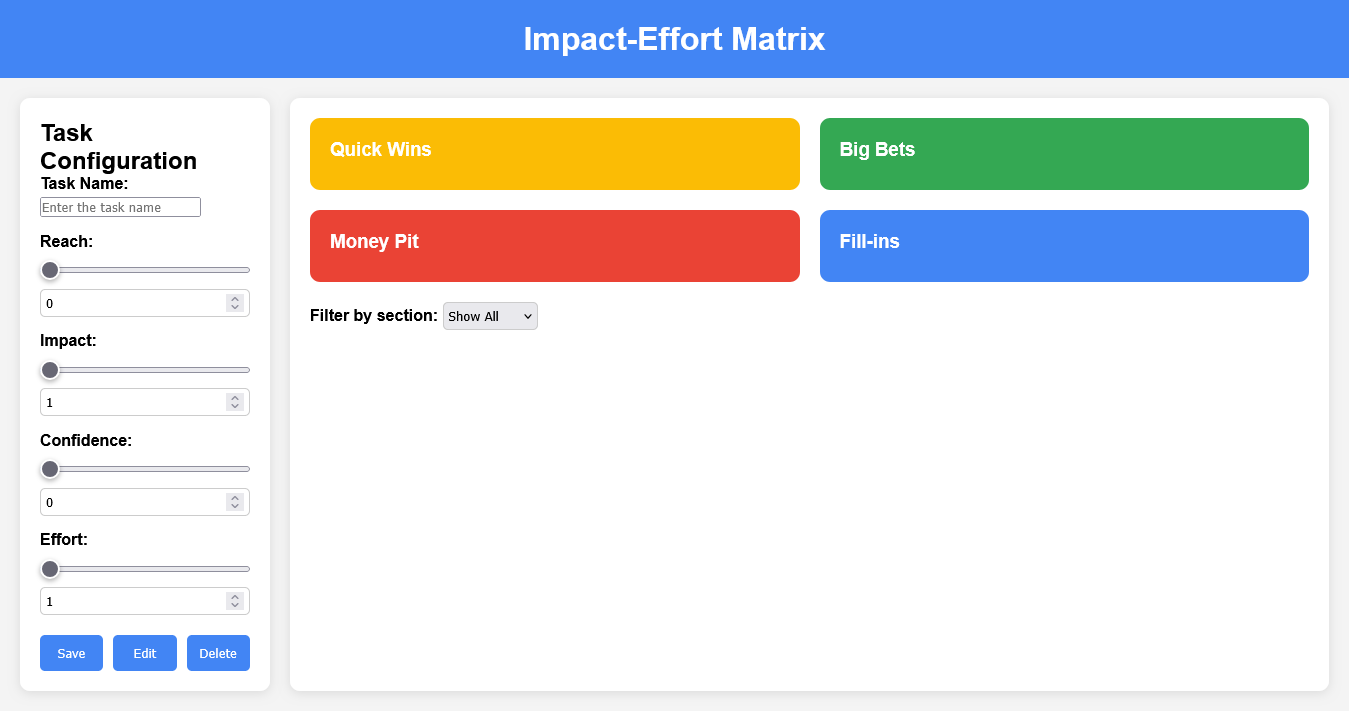 Impact-Effort Matrix
Task
Configuration
Task Name:
Enter the task name
Reach:
0
Impact:
1
Confidence:
0
Effort:
1
Save
Edit
Delete
Quick Wins
Big Bets
Money Pit
Fill-ins
Filter by section:
Show All